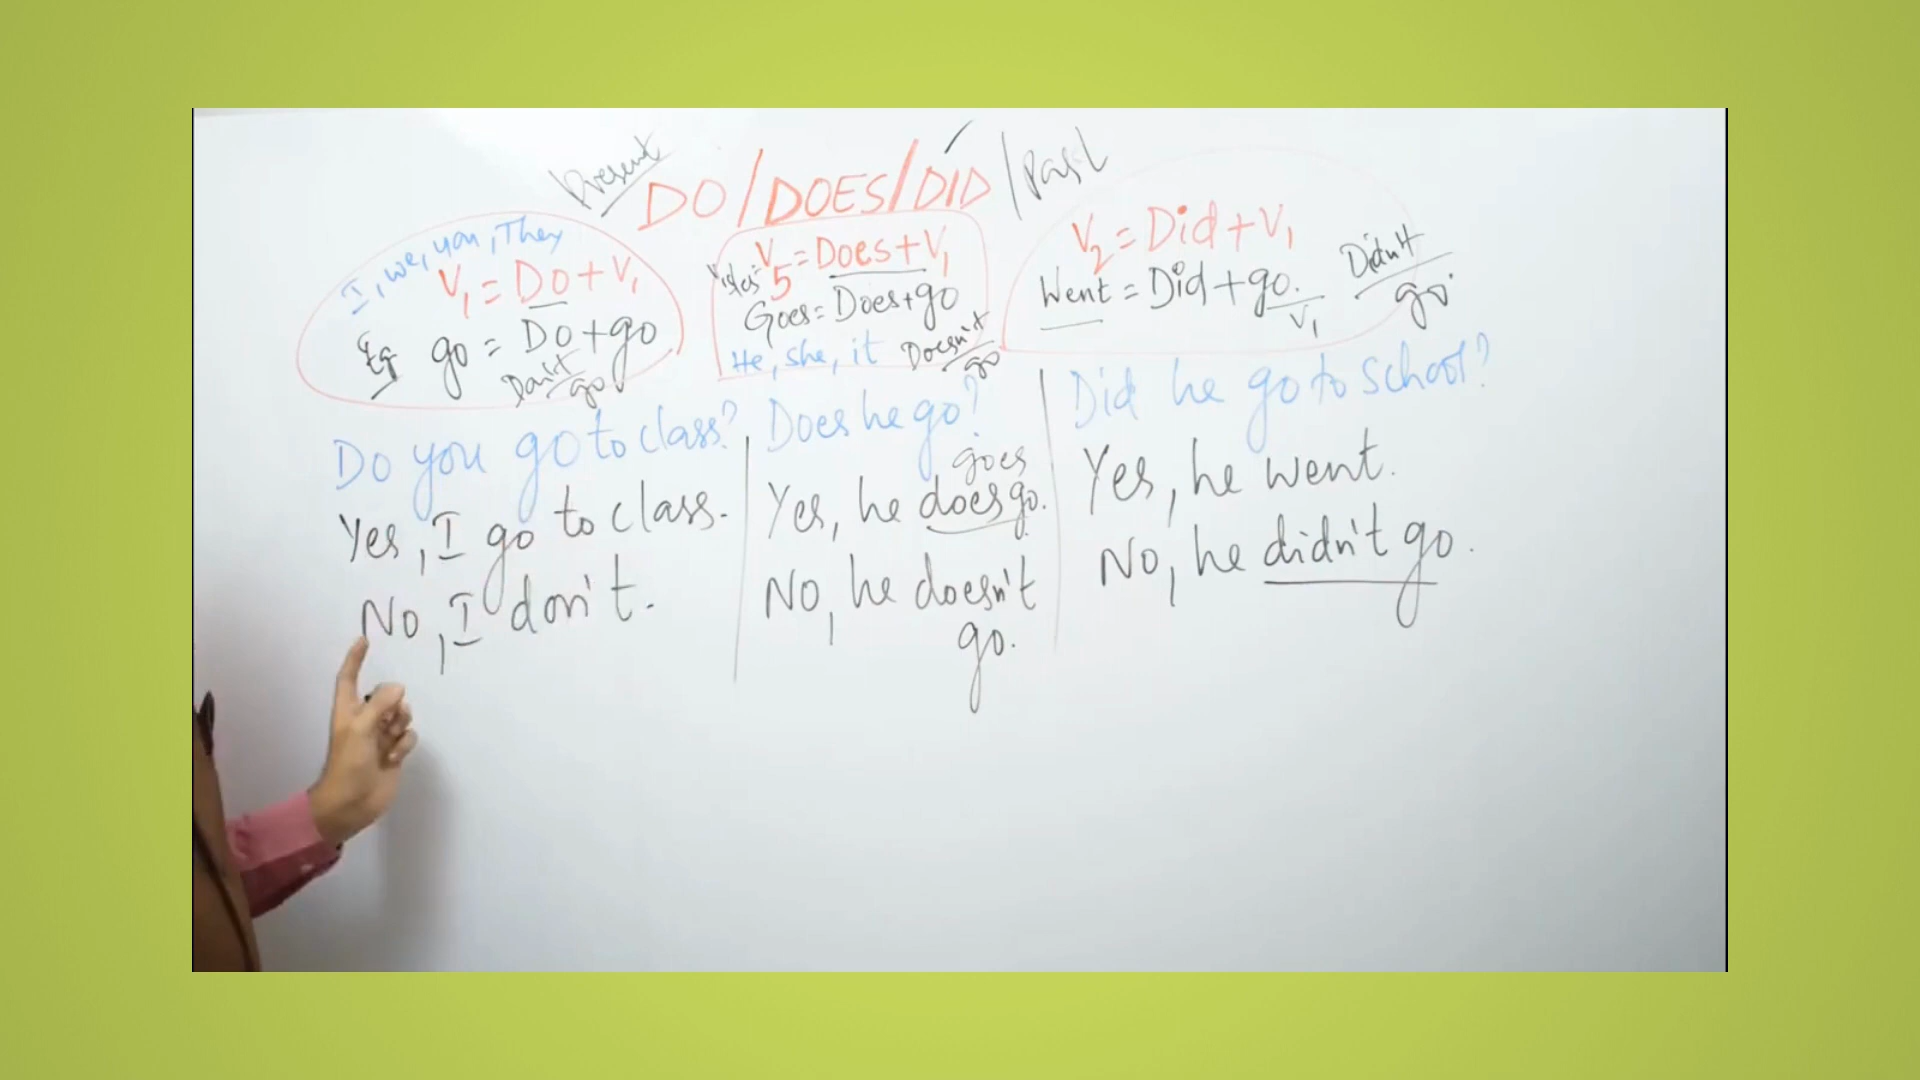 Present DO/DOES/DID/Past
I, we, you, They
V1 = Do+V1
Eg go = Do+go
Don't go
V5 = Does+V1
Goes = Does+go
He, she, it Doesn't go
V2 = Did+V1
Went = Did+go.
V1
Didn't go.
Do you go to class?
Yes, I go to class.
No, I don't.
Does he go?
goes
Yes, he does go.
No, he doesn't
go.
Did he go to School?
Yes, he went.
No, he didn't go.